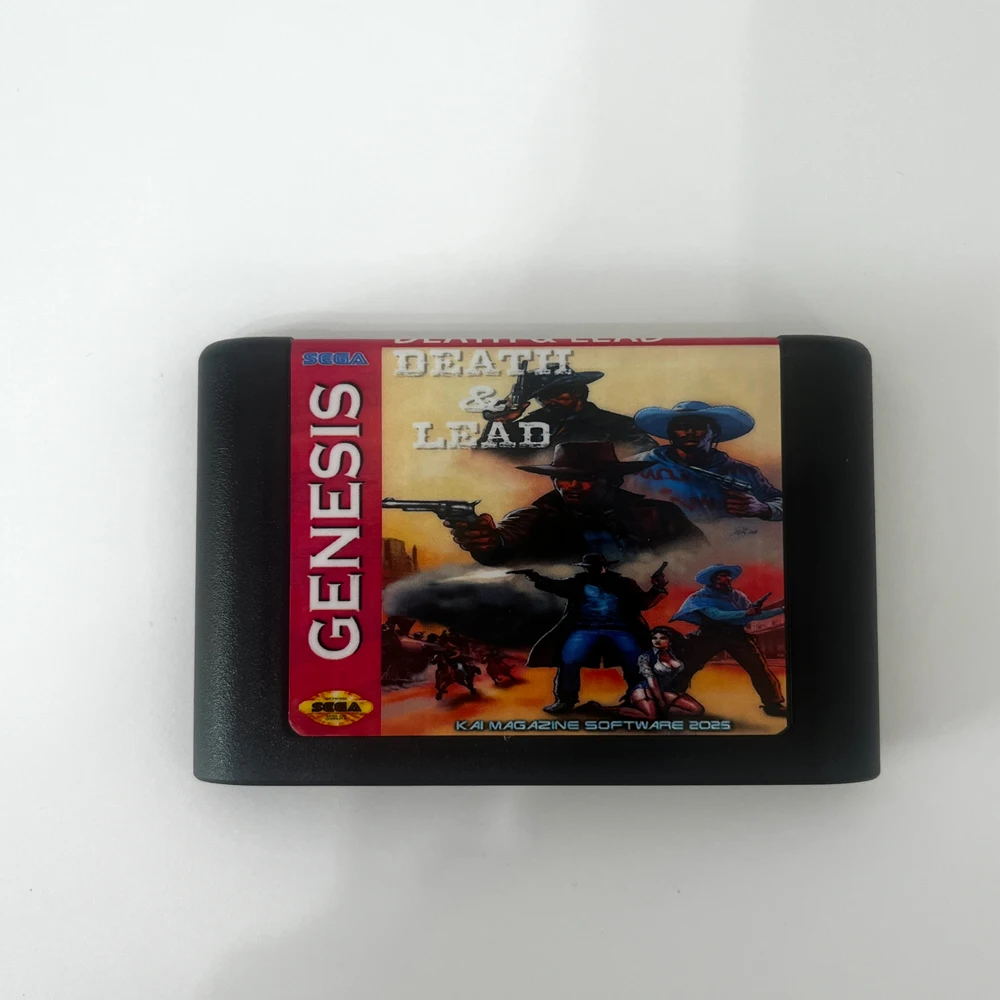 DEATH & LEAD
SEGA
GENESIS
DEATH
&
LEAD
SEGA
KAI MAGAZINE SOFTWARE 2025